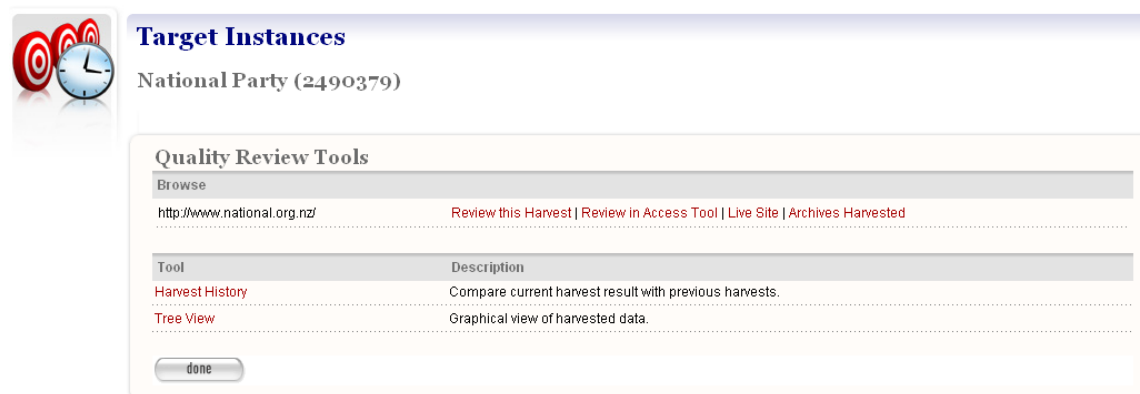 Target Instances
National Party (2490379)
Quality Review Tools
Browse
http://www.national.org.nz/ Review this Harvest | Review in Access Tool | Live Site | Archives Harvested
Tool Description
Harvest History Compare current harvest result with previous harvests.
Tree View Graphical view of harvested data.
done